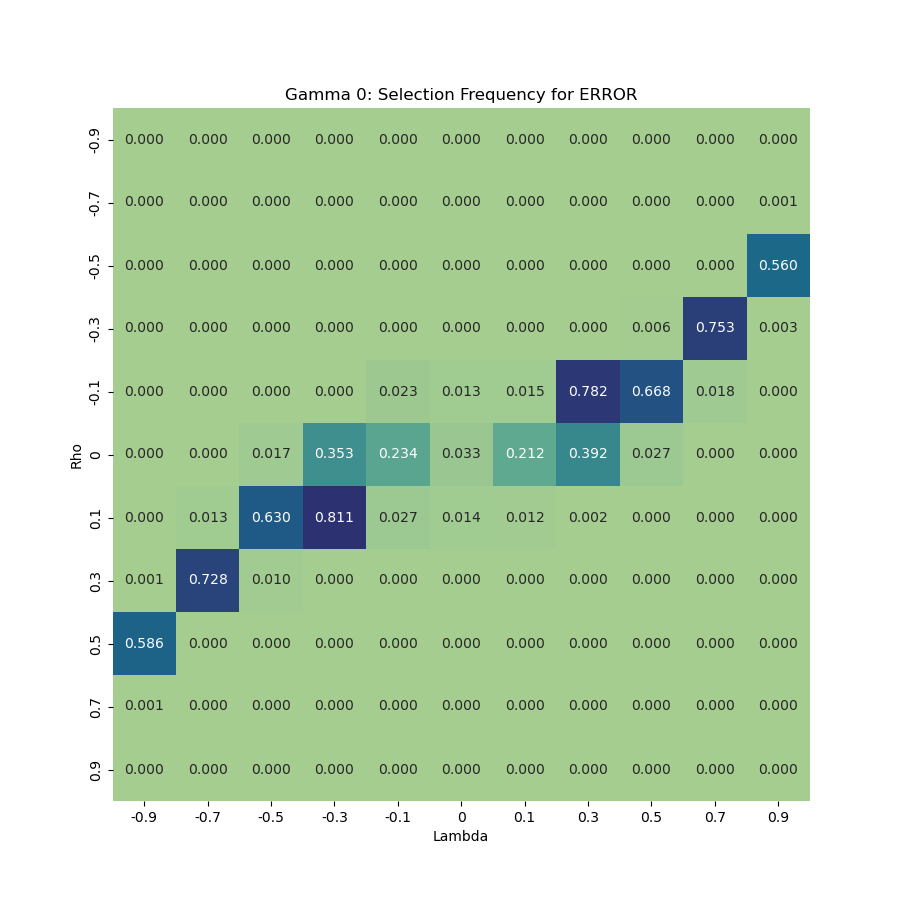 Gamma 0: Selection Frequency for ERROR
-0.9 0.000 0.000 0.000 0.000 0.000 0.000 0.000 0.000 0.000 0.000 0.000
-0.7 0.000 0.000 0.000 0.000 0.000 0.000 0.000 0.000 0.000 0.000 0.001
-0.5 0.000 0.000 0.000 0.000 0.000 0.000 0.000 0.000 0.000 0.000 0.560
-0.3 0.000 0.000 0.000 0.000 0.000 0.000 0.000 0.000 0.006 0.753 0.003
-0.1 0.000 0.000 0.000 0.000 0.023 0.013 0.015 0.782 0.668 0.018 0.000
Rho
0 0.000 0.000 0.017 0.353 0.234 0.033 0.212 0.392 0.027 0.000 0.000
0.1 0.000 0.013 0.630 0.811 0.027 0.014 0.012 0.002 0.000 0.000 0.000
0.3 0.001 0.728 0.010 0.000 0.000 0.000 0.000 0.000 0.000 0.000 0.000
0.5 0.586 0.000 0.000 0.000 0.000 0.000 0.000 0.000 0.000 0.000 0.000
0.7 0.001 0.000 0.000 0.000 0.000 0.000 0.000 0.000 0.000 0.000 0.000
0.9 0.000 0.000 0.000 0.000 0.000 0.000 0.000 0.000 0.000 0.000 0.000
-0.9 -0.7 -0.5 -0.3 -0.1 0 0.1 0.3 0.5 0.7 0.9
Lambda